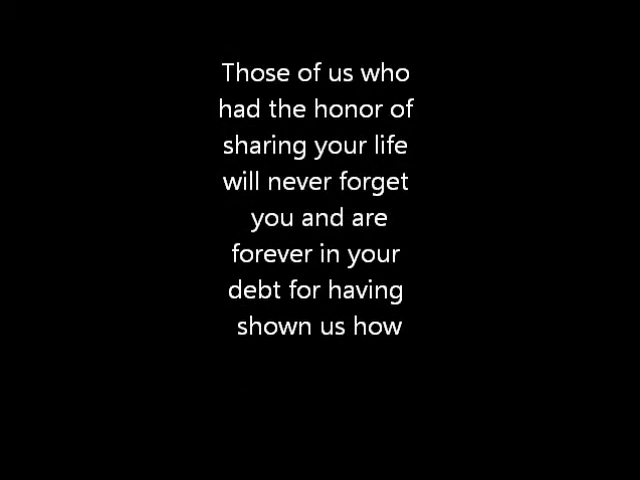 Those of us who
had the honor of
sharing your life
will never forget
you and are
forever in your
debt for having
shown us how